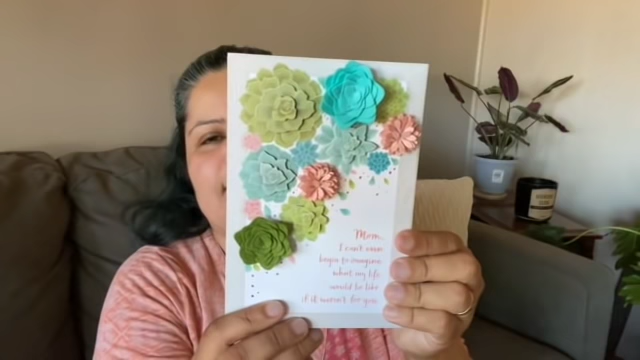 Mom,
I can't even
begin to imagine
what my life
would be like
if it weren't for you.